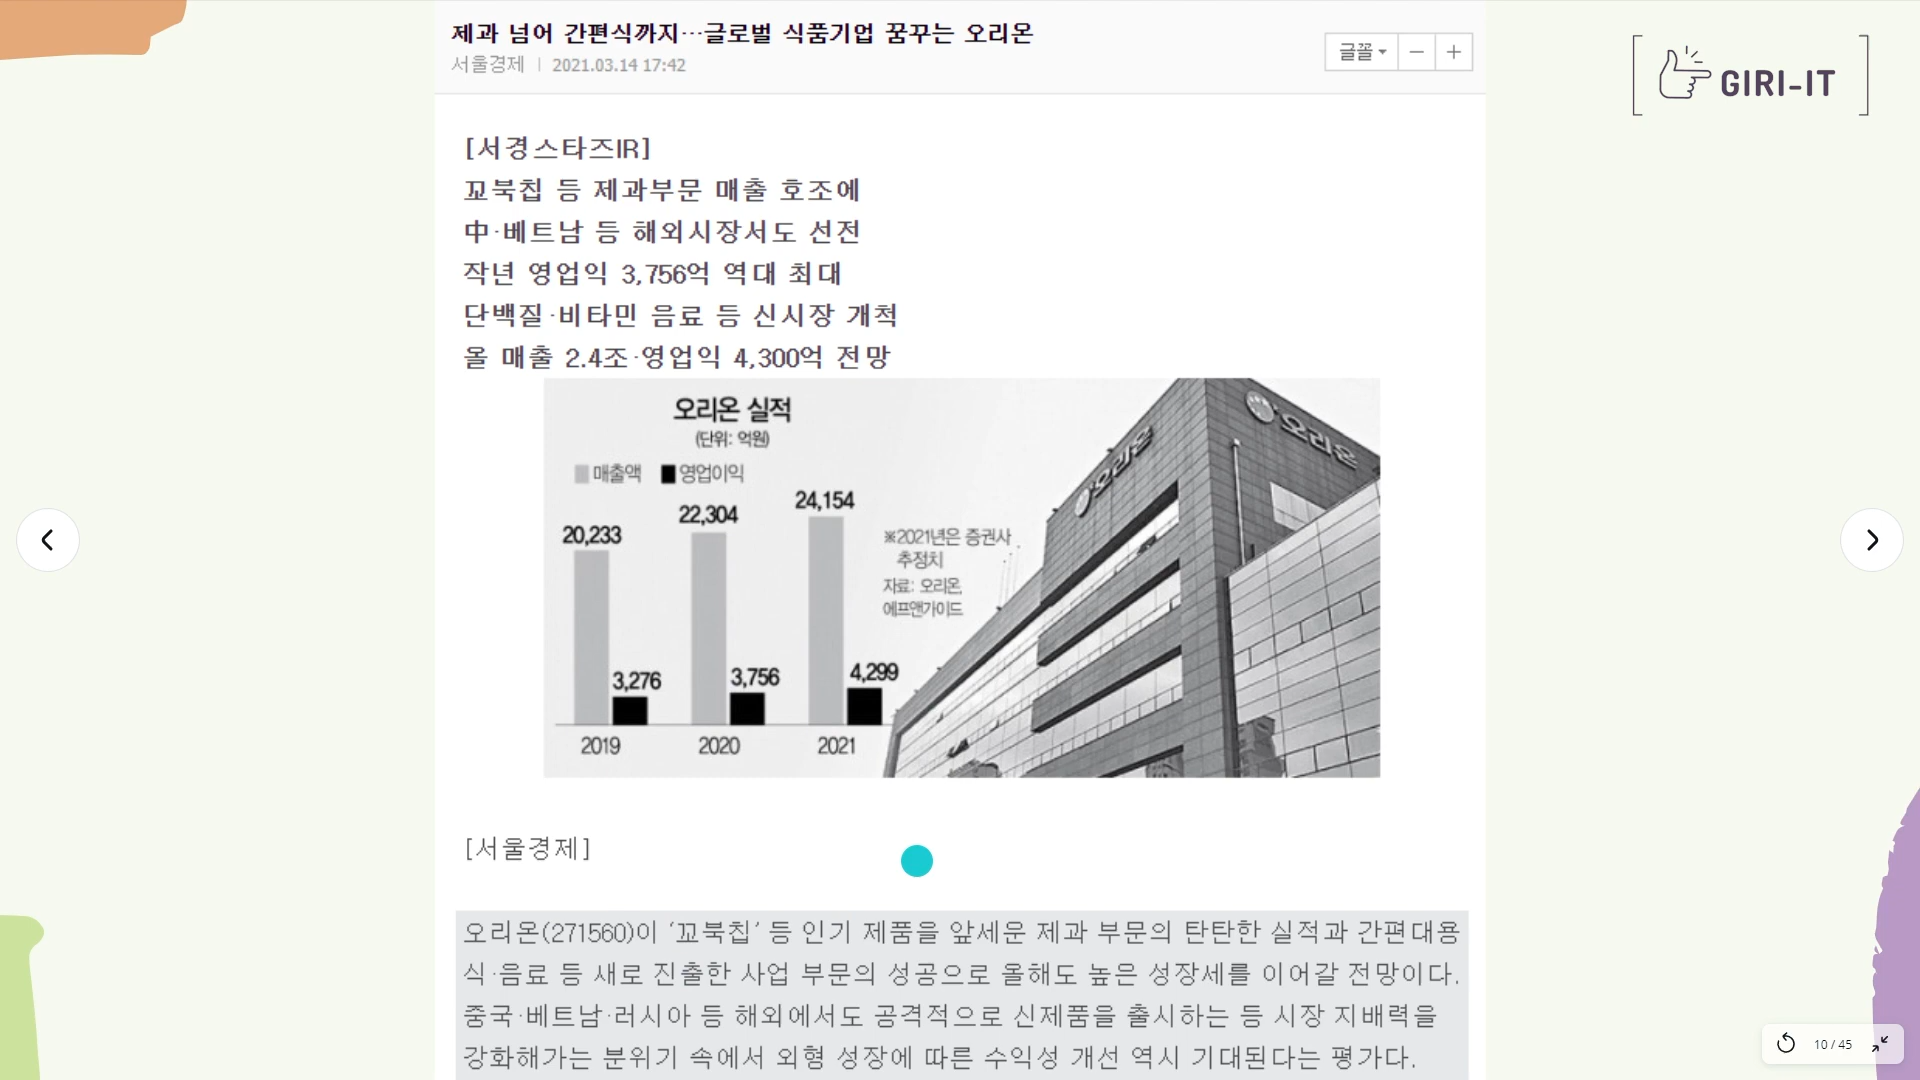 제과 넘어 간편식까지…글로벌 식품기업 꿈꾸는 오리온
서울경제 | 2021.03.14 17:42
글꼴
GIRI-IT
[서경스타즈IR]
꼬북칩 등 제과부문 매출 호조에
中·베트남 등 해외시장서도 선전
작년 영업익 3,756억 역대 최대
단백질·비타민 음료 등 신시장 개척
올 매출 2.4조·영업익 4,300억 전망
오리온 실적
(단위: 억원)
매출액 영업이익
20,233 22,304 24,154
3,276 3,756 4,299
2019 2020 2021
※2021년은 증권사
추정치
자료: 오리온,
에프앤가이드
오리온
오리온
[서울경제]
오리온(271560)이 ‘꼬북칩’ 등 인기 제품을 앞세운 제과 부문의 탄탄한 실적과 간편대용
식·음료 등 새로 진출한 사업 부문의 성공으로 올해도 높은 성장세를 이어갈 전망이다.
중국·베트남·러시아 등 해외에서도 공격적으로 신제품을 출시하는 등 시장 지배력을
강화해가는 분위기 속에서 외형 성장에 따른 수익성 개선 역시 기대된다는 평가다.
10 / 45